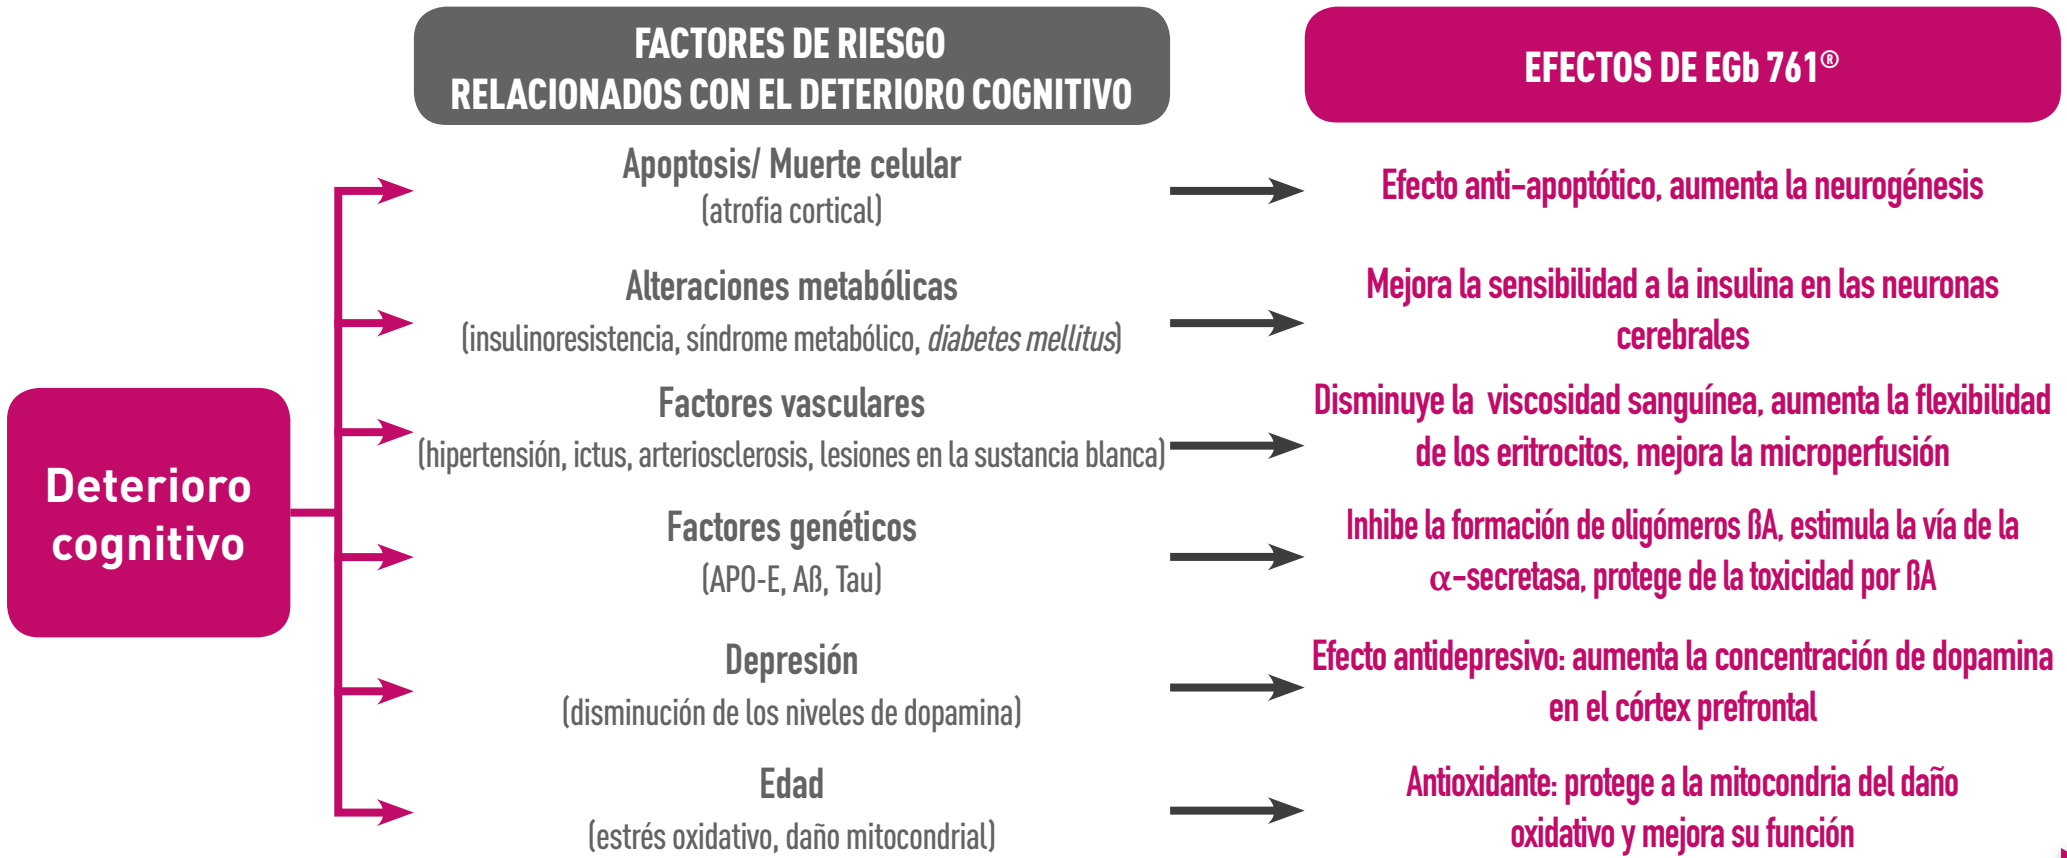 FACTORES DE RIESGO
RELACIONADOS CON EL DETERIORO COGNITIVO
EFECTOS DE EGb 761®
Deterioro
cognitivo
Apoptosis/ Muerte celular
(atrofia cortical)
Efecto anti-apoptótico, aumenta la neurogénesis
Alteraciones metabólicas
(insulinoresistencia, síndrome metabólico, diabetes mellitus)
Mejora la sensibilidad a la insulina en las neuronas
cerebrales
Factores vasculares
(hipertensión, ictus, arteriosclerosis, lesiones en la sustancia blanca)
Disminuye la viscosidad sanguínea, aumenta la flexibilidad
de los eritrocitos, mejora la microperfusión
Factores genéticos
(APO-E, Aß, Tau)
Inhibe la formación de oligómeros ßA, estimula la vía de la
α-secretasa, protege de la toxicidad por ßA
Depresión
(disminución de los niveles de dopamina)
Efecto antidepresivo: aumenta la concentración de dopamina
en el córtex prefrontal
Edad
(estrés oxidativo, daño mitocondrial)
Antioxidante: protege a la mitocondria del daño
oxidativo y mejora su función